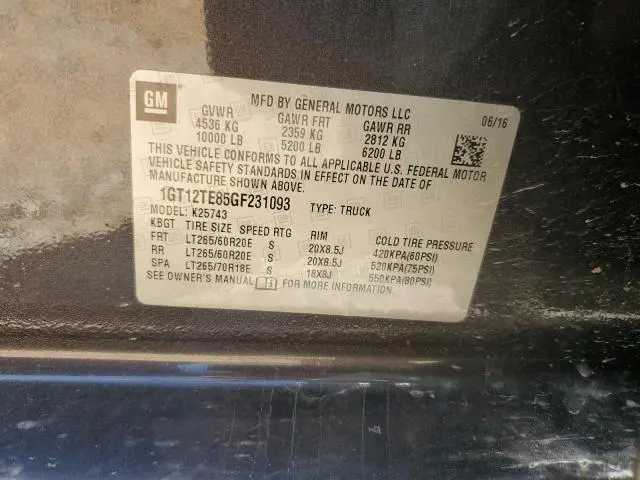 GM
MFD BY GENERAL MOTORS LLC
06/16
GVWR GAWR FRT GAWR RR
4536 KG 2359 KG 2812 KG
10000 LB 5200 LB 6200 LB
THIS VEHICLE CONFORMS TO ALL APPLICABLE U.S. FEDERAL MOTOR
VEHICLE SAFETY STANDARDS IN EFFECT ON THE DATE OF
MANUFACTURE SHOWN ABOVE.
1GT12TE85GF231093 TYPE: TRUCK
MODEL: K25743
KBGT TIRE SIZE SPEED RTG RIM COLD TIRE PRESSURE
FRT LT265/60R20E S 20X8.5J 420KPA(60PSI)
RR LT265/60R20E S 20X8.5J 520KPA(75PSI)
SPA LT265/70R18E S 18X8J 550KPA(80PSI)
SEE OWNER'S MANUAL FOR MORE INFORMATION.